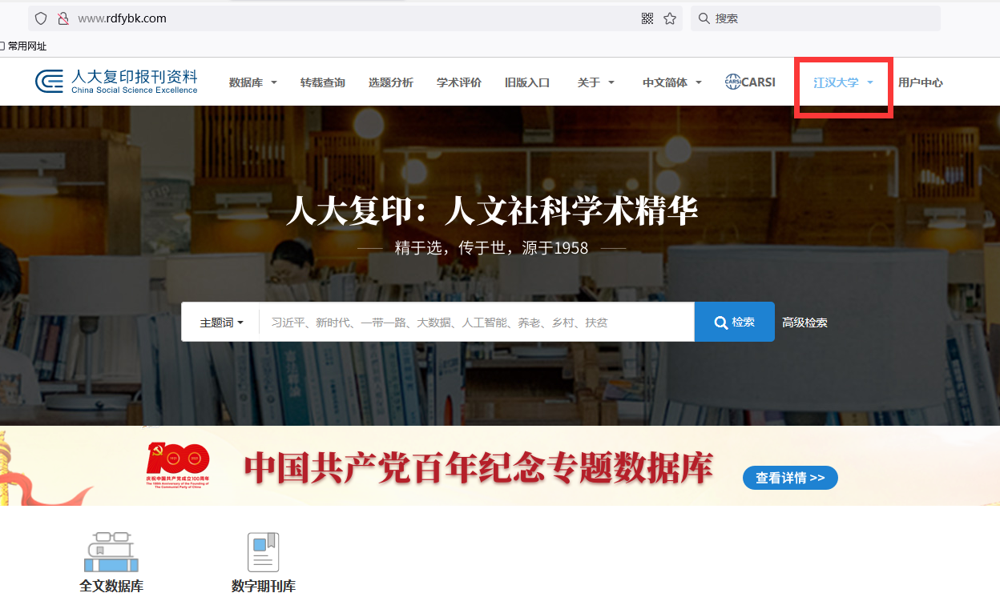 www.rdfybk.com
搜索
常用网址
人大复印报刊资料
China Social Science Excellence
数据库
转载查询
选题分析
学术评价
旧版入口
关于
中文简体
CARSI
CARSI
江汉大学
用户中心
人大复印：人文社科学术精华
精于选，传于世，源于1958
主题词
习近平、新时代、一带一路、大数据、人工智能、养老、乡村、扶贫
检索
高级检索
100
庆祝中国共产党成立100周年
The 100th Anniversary of the Founding of
The Communist Party of China
中国共产党百年纪念专题数据库
查看详情 >>
全文数据库
数字期刊库